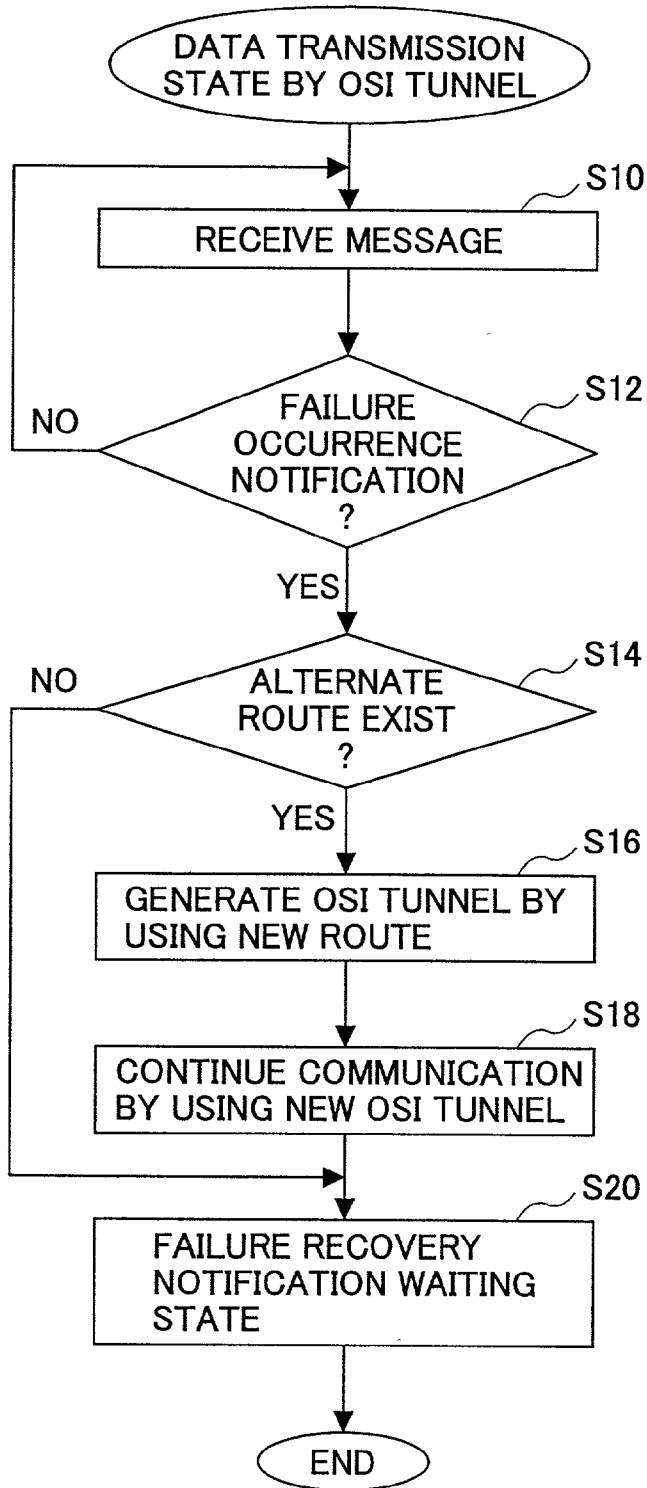 DATA TRANSMISSION
STATE BY OSI TUNNEL
S10
RECEIVE MESSAGE
S12
NO
FAILURE
OCCURRENCE
NOTIFICATION
?
YES
S14
NO
ALTERNATE
ROUTE EXIST
?
YES
S16
GENERATE OSI TUNNEL BY
USING NEW ROUTE
S18
CONTINUE COMMUNICATION
BY USING NEW OSI TUNNEL
S20
FAILURE RECOVERY
NOTIFICATION WAITING
STATE
END